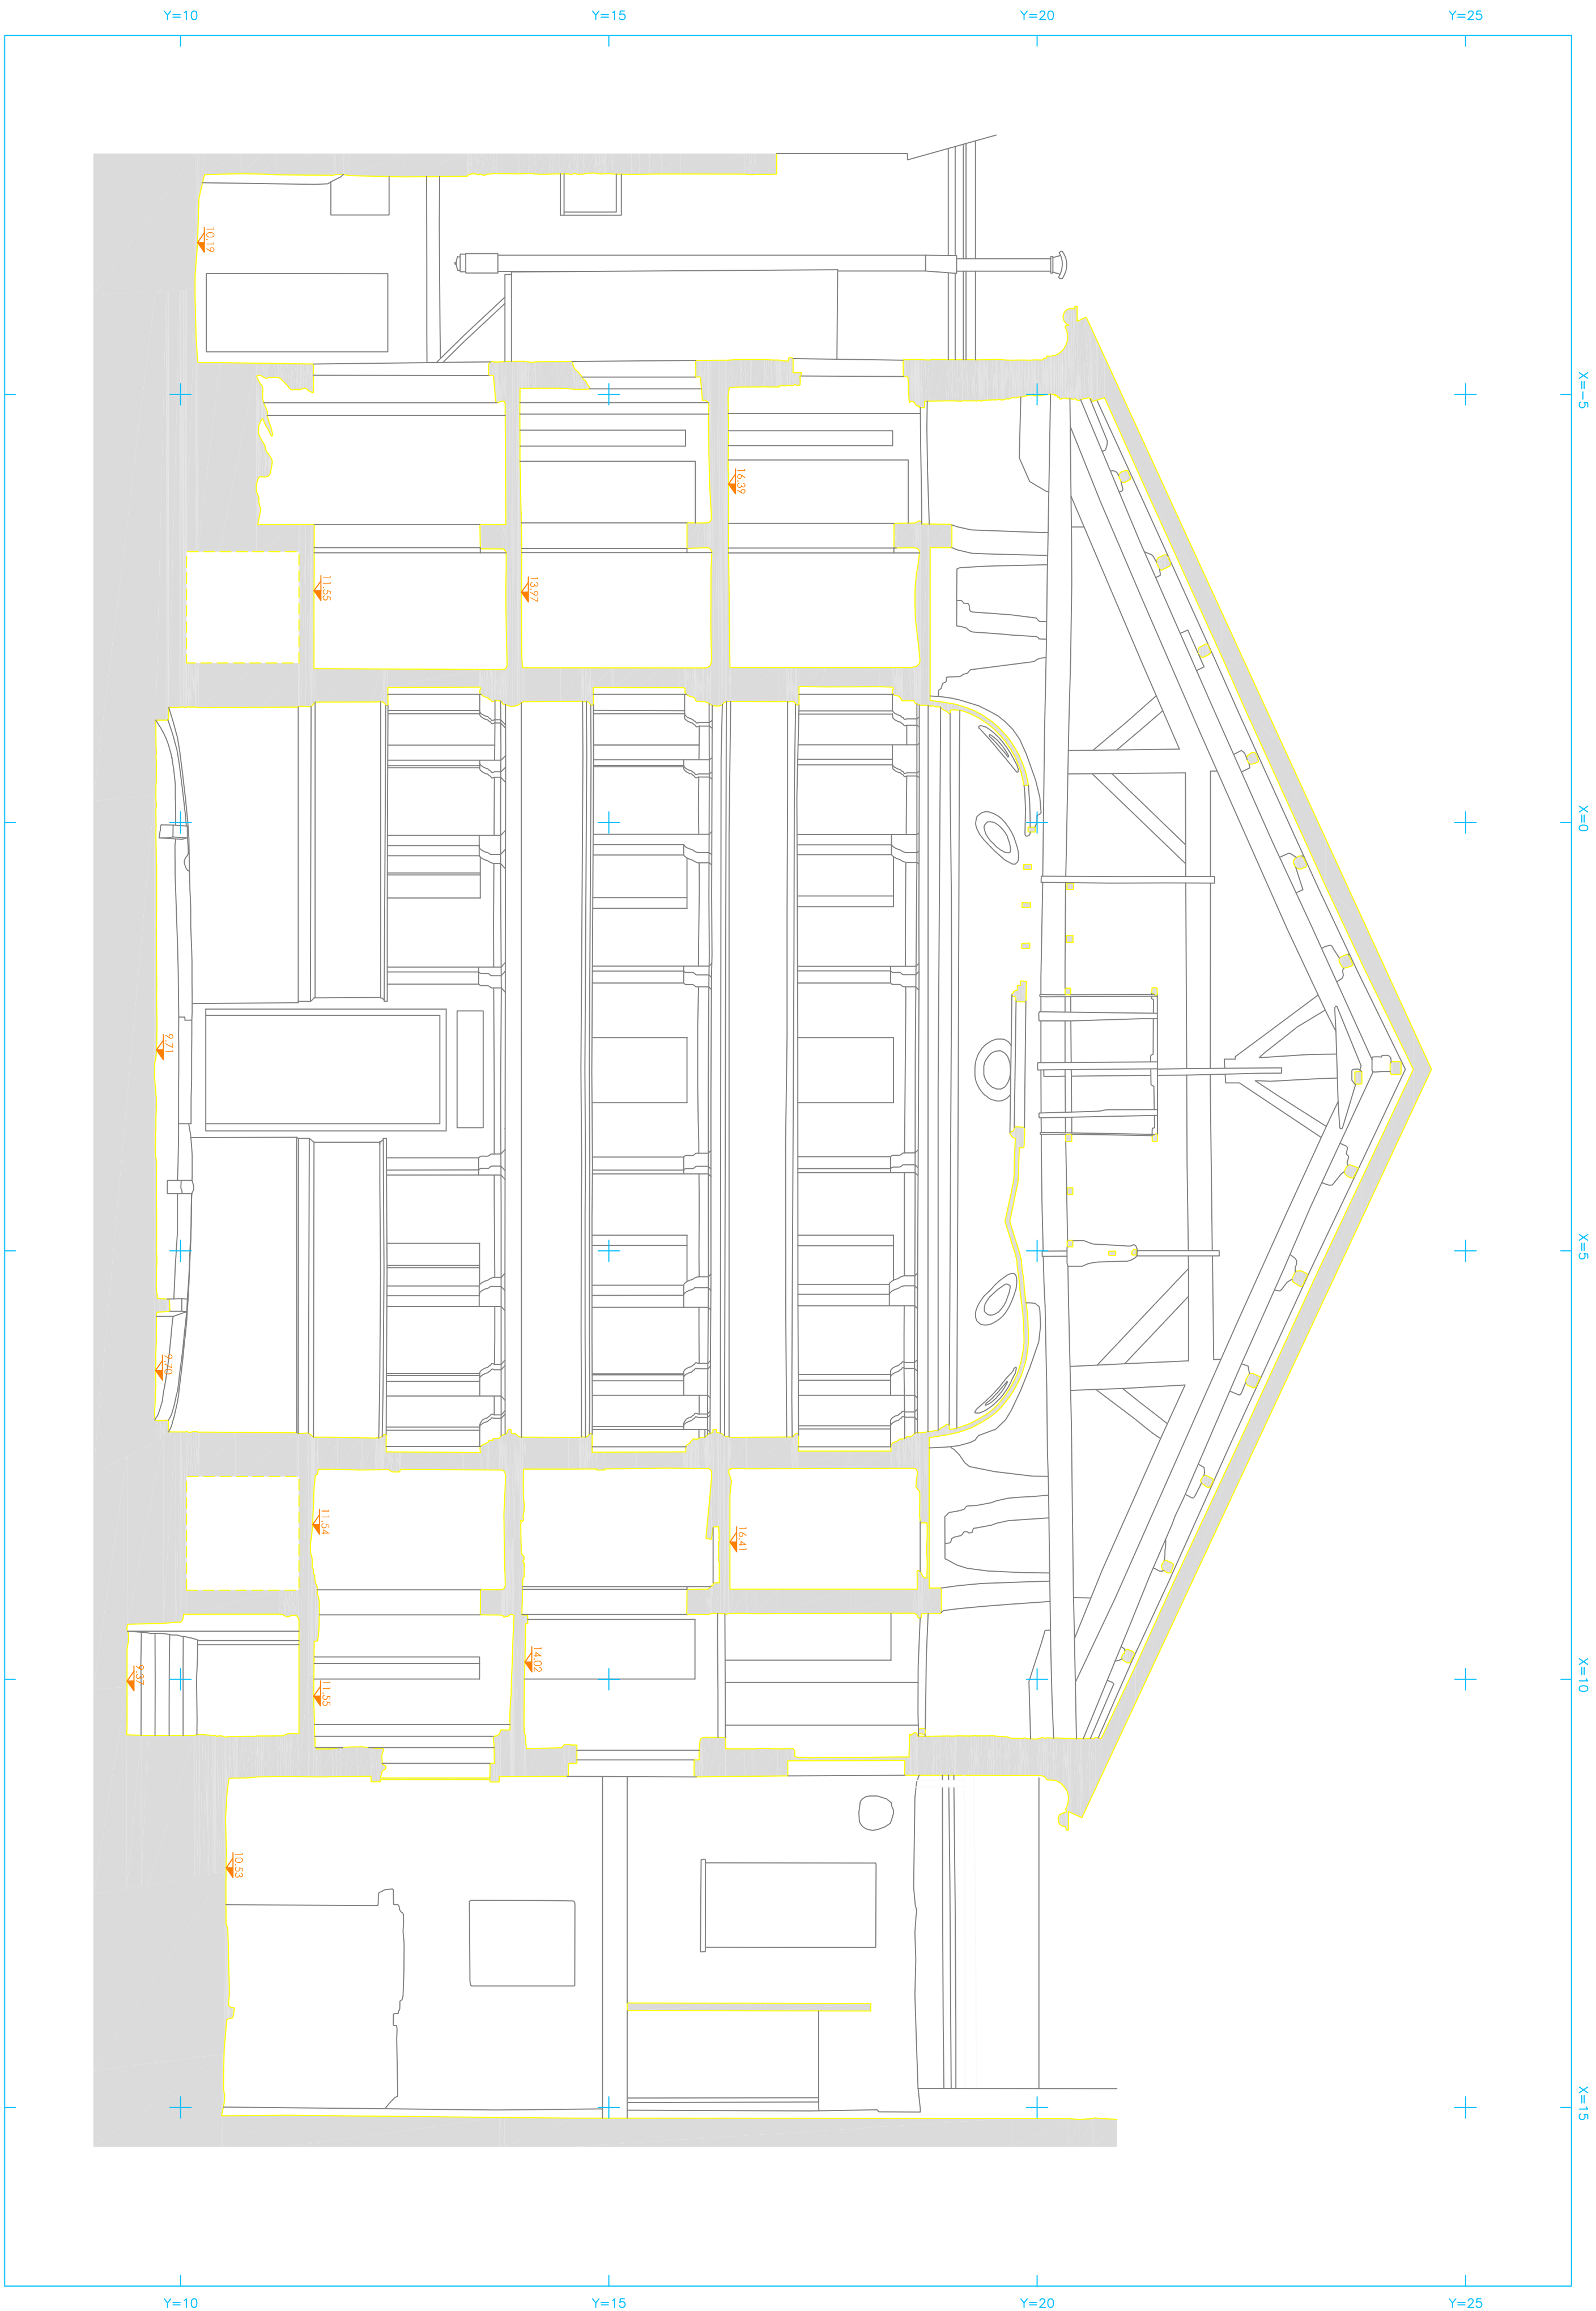 Y=10 Y=15 Y=20 Y=25
10.19
X=-5
16.39
11.55
13.97
X=0
9.71
X=5
9.70
11.54
16.41
14.02
9.37
11.55
X=10
10.53
X=15
Y=10 Y=15 Y=20 Y=25